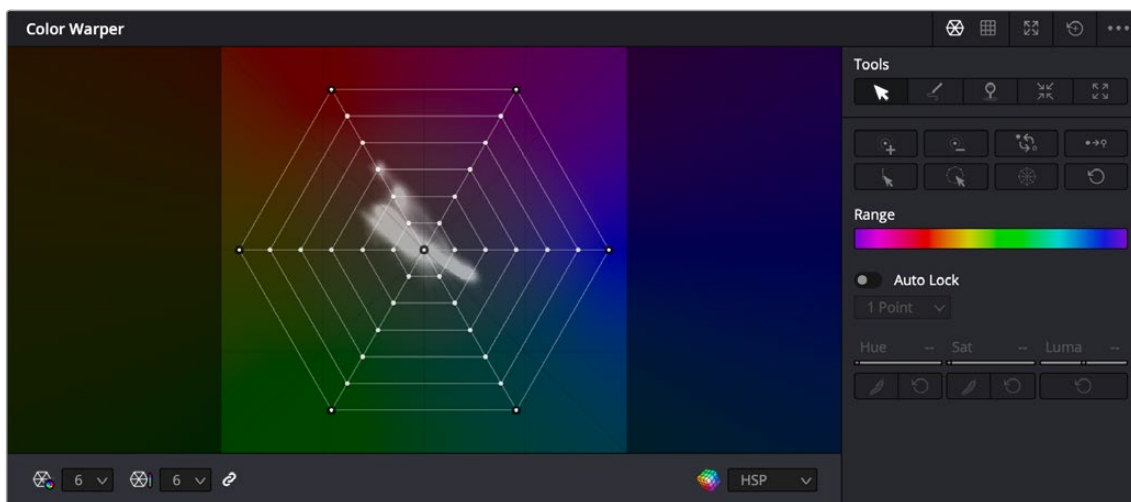 Color Warper
Tools
Range
Auto Lock
1 Point
Hue -- Sat -- Luma --
6 6 HSP